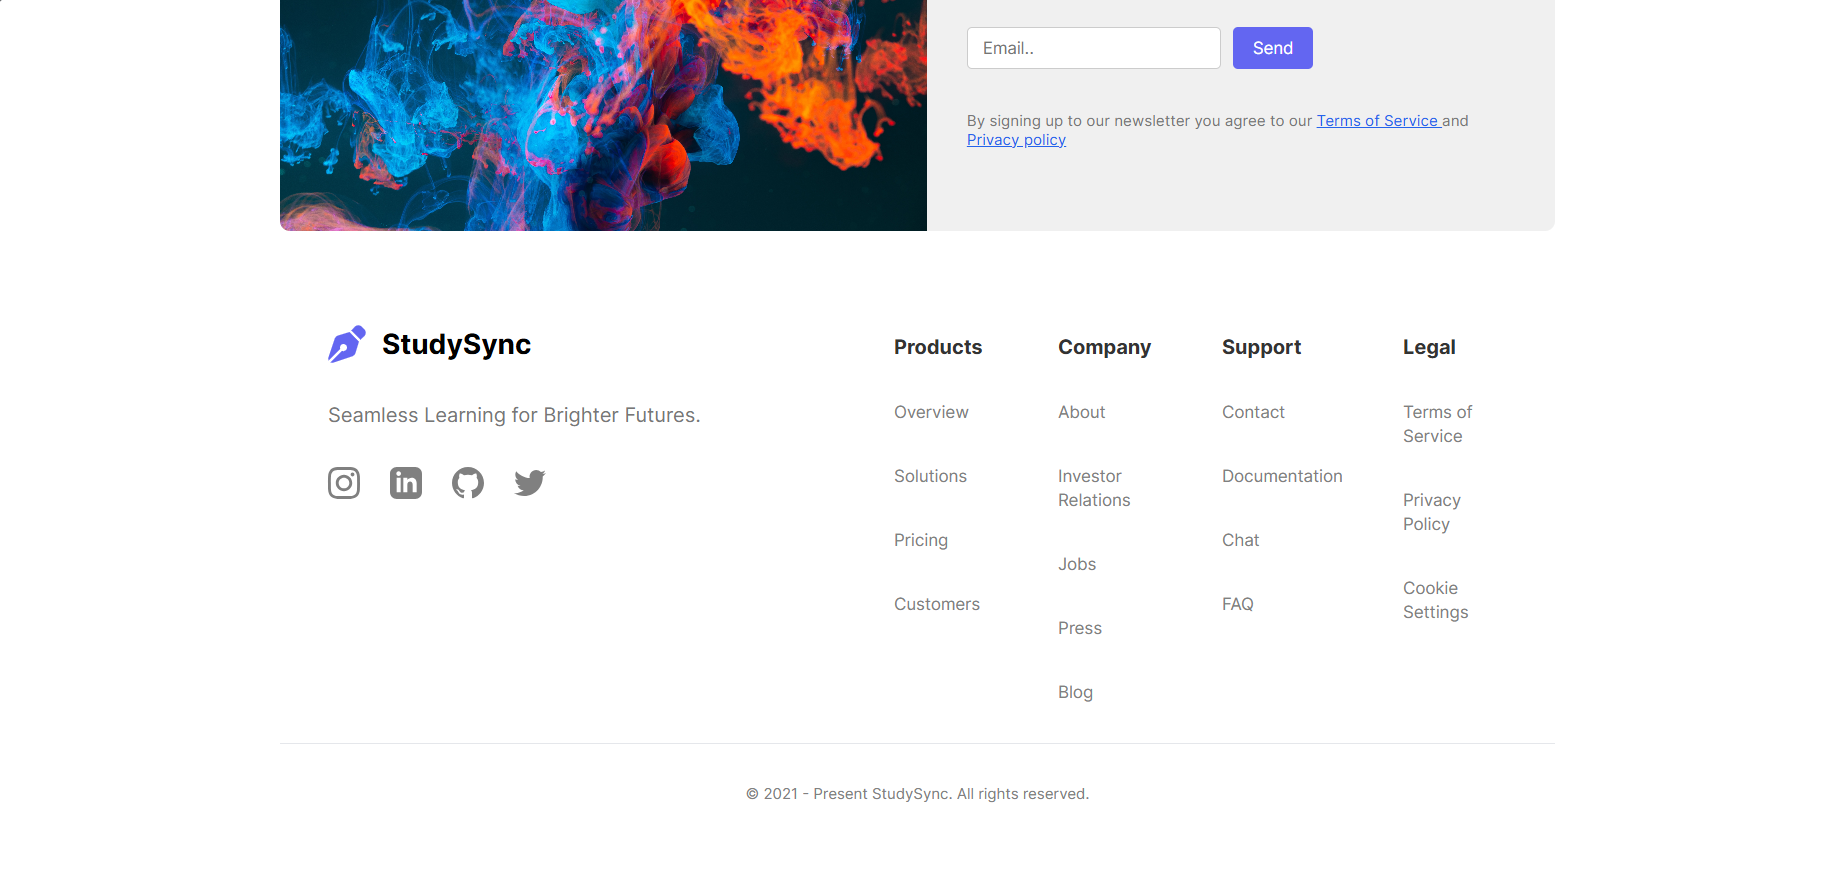 Email..
Send
By signing up to our newsletter you agree to our Terms of Service and
Privacy policy
StudySync
Seamless Learning for Brighter Futures.
Products
Overview
Solutions
Pricing
Customers
Company
About
Investor
Relations
Jobs
Press
Blog
Support
Contact
Documentation
Chat
FAQ
Legal
Terms of
Service
Privacy
Policy
Cookie
Settings
© 2021 - Present StudySync. All rights reserved.